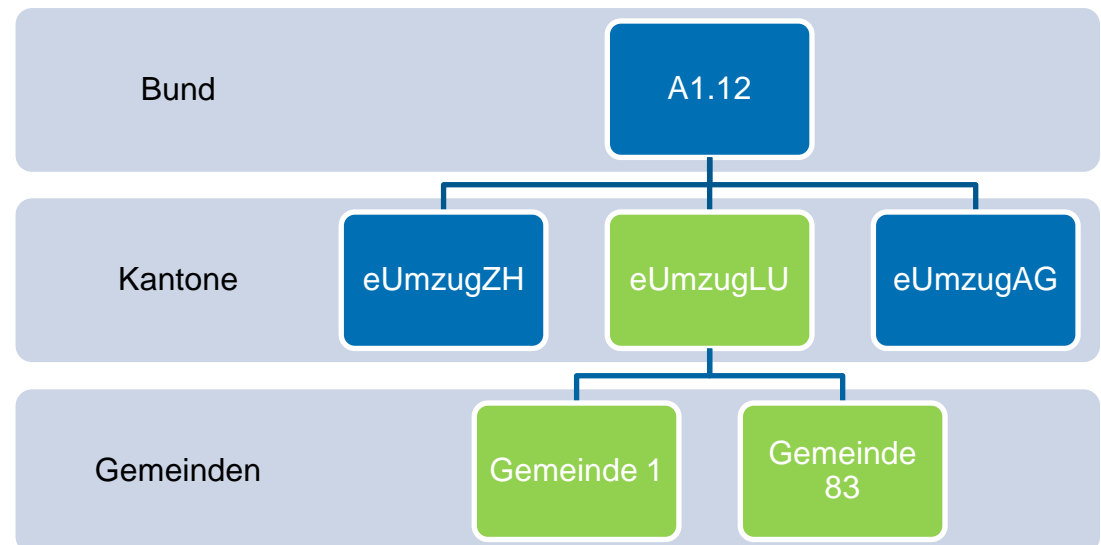 Bund
A1.12
Kantone
eUmzugZH
eUmzugLU
eUmzugAG
Gemeinden
Gemeinde 1
Gemeinde
83